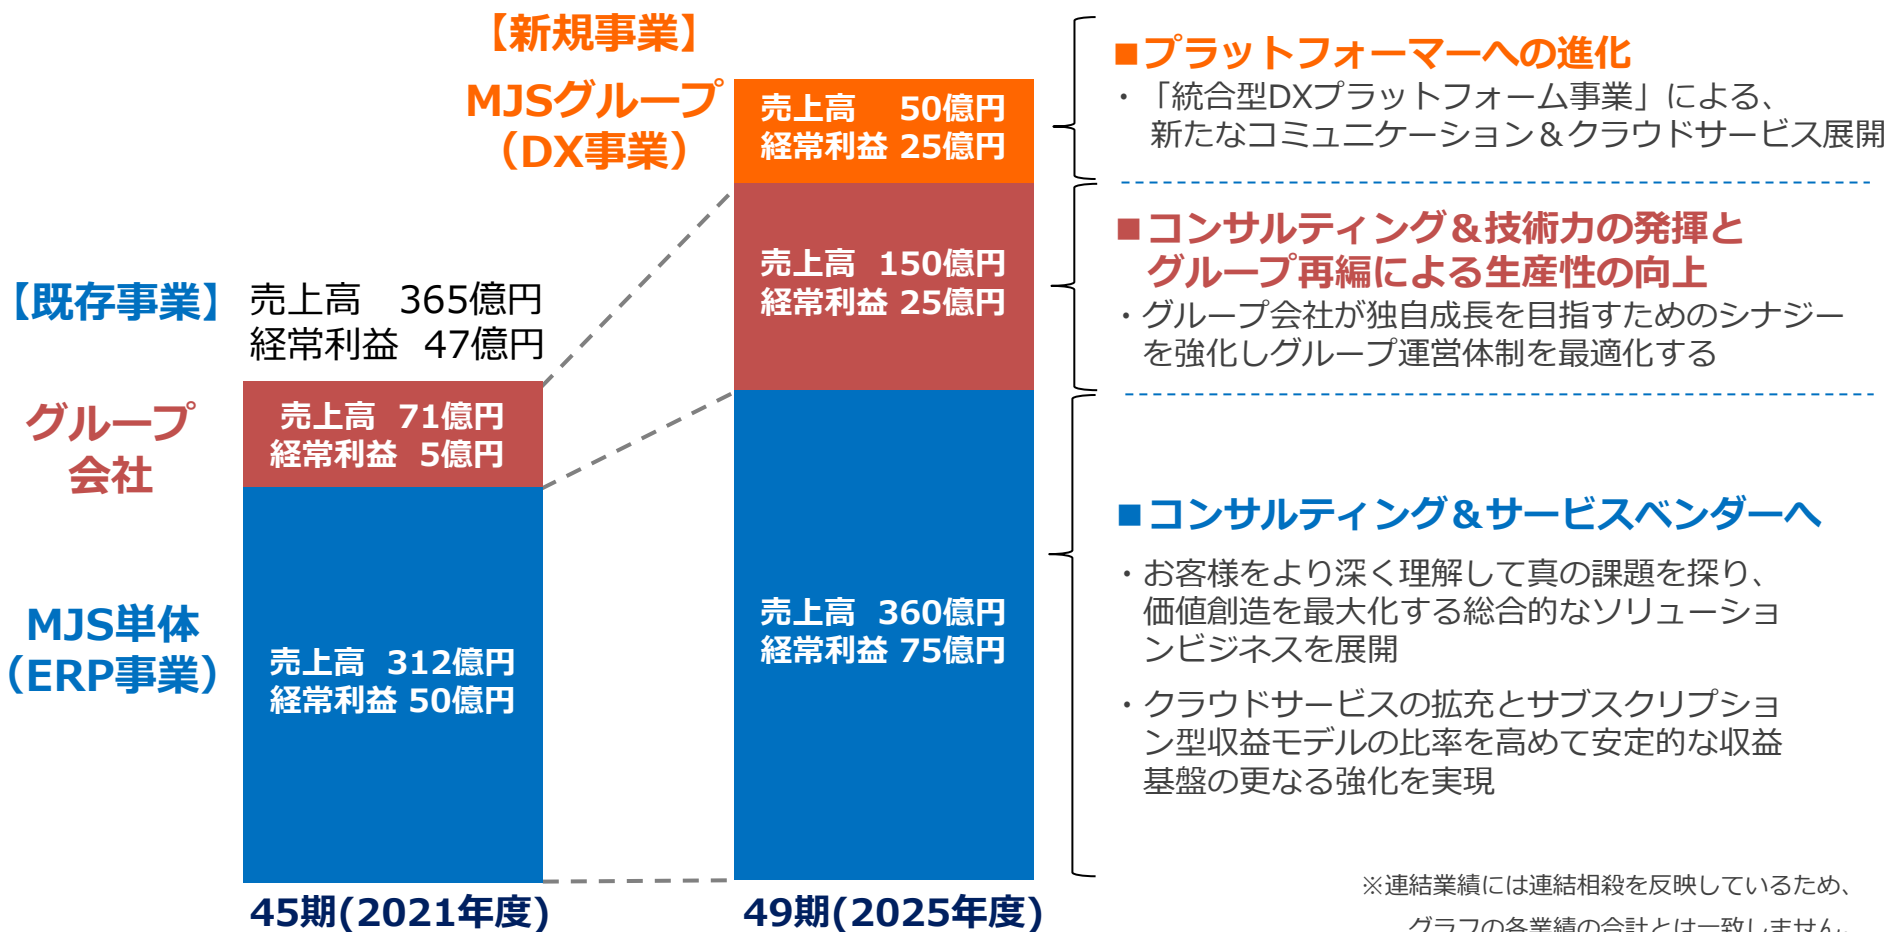 【新規事業】
MJSグループ
（DX事業）
【既存事業】
売上高 365億円
経常利益 47億円
グループ
会社
MJS単体
（ERP事業）
売上高 71億円
経常利益 5億円
売上高 312億円
経常利益 50億円
45期(2021年度)
売上高 50億円
経常利益 25億円
売上高 150億円
経常利益 25億円
売上高 360億円
経常利益 75億円
49期(2025年度)
■プラットフォーマーへの進化
・「統合型DXプラットフォーム事業」による、
新たなコミュニケーション＆クラウドサービス展開
■コンサルティング＆技術力の発揮と
グループ再編による生産性の向上
・グループ会社が独自成長を目指すためのシナジー
を強化しグループ運営体制を最適化する
■コンサルティング＆サービスベンダーへ
・お客様をより深く理解して真の課題を探り、
価値創造を最大化する総合的なソリューショ
ンビジネスを展開
・クラウドサービスの拡充とサブスクリプショ
ン型収益モデルの比率を高めて安定的な収益
基盤の更なる強化を実現
※連結業績には連結相殺を反映しているため、
グラフの各業績の合計とは一致しません。